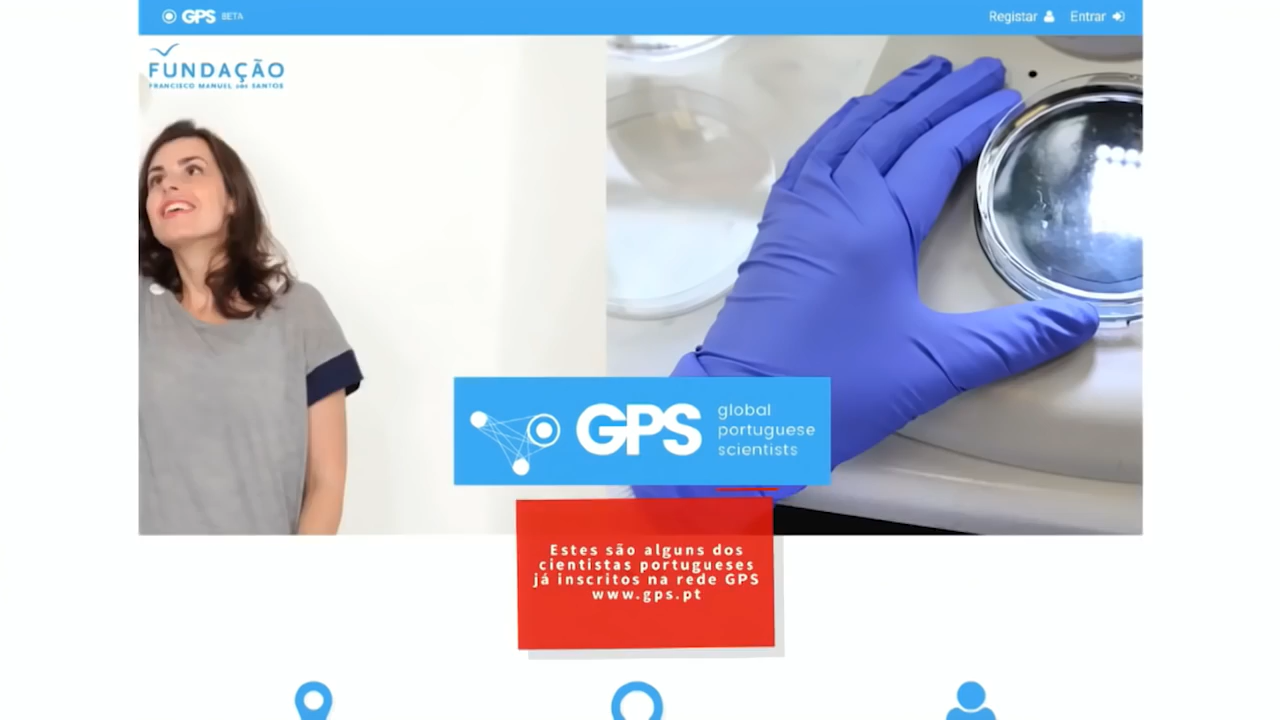 GPS BETA
Registar
Entrar
FUNDAÇÃO
FRANCISCO MANUEL DOS SANTOS
GPS
global
portuguese
scientists
Estes são alguns dos
cientistas portugueses
já inscritos na rede GPS
www.gps.pt